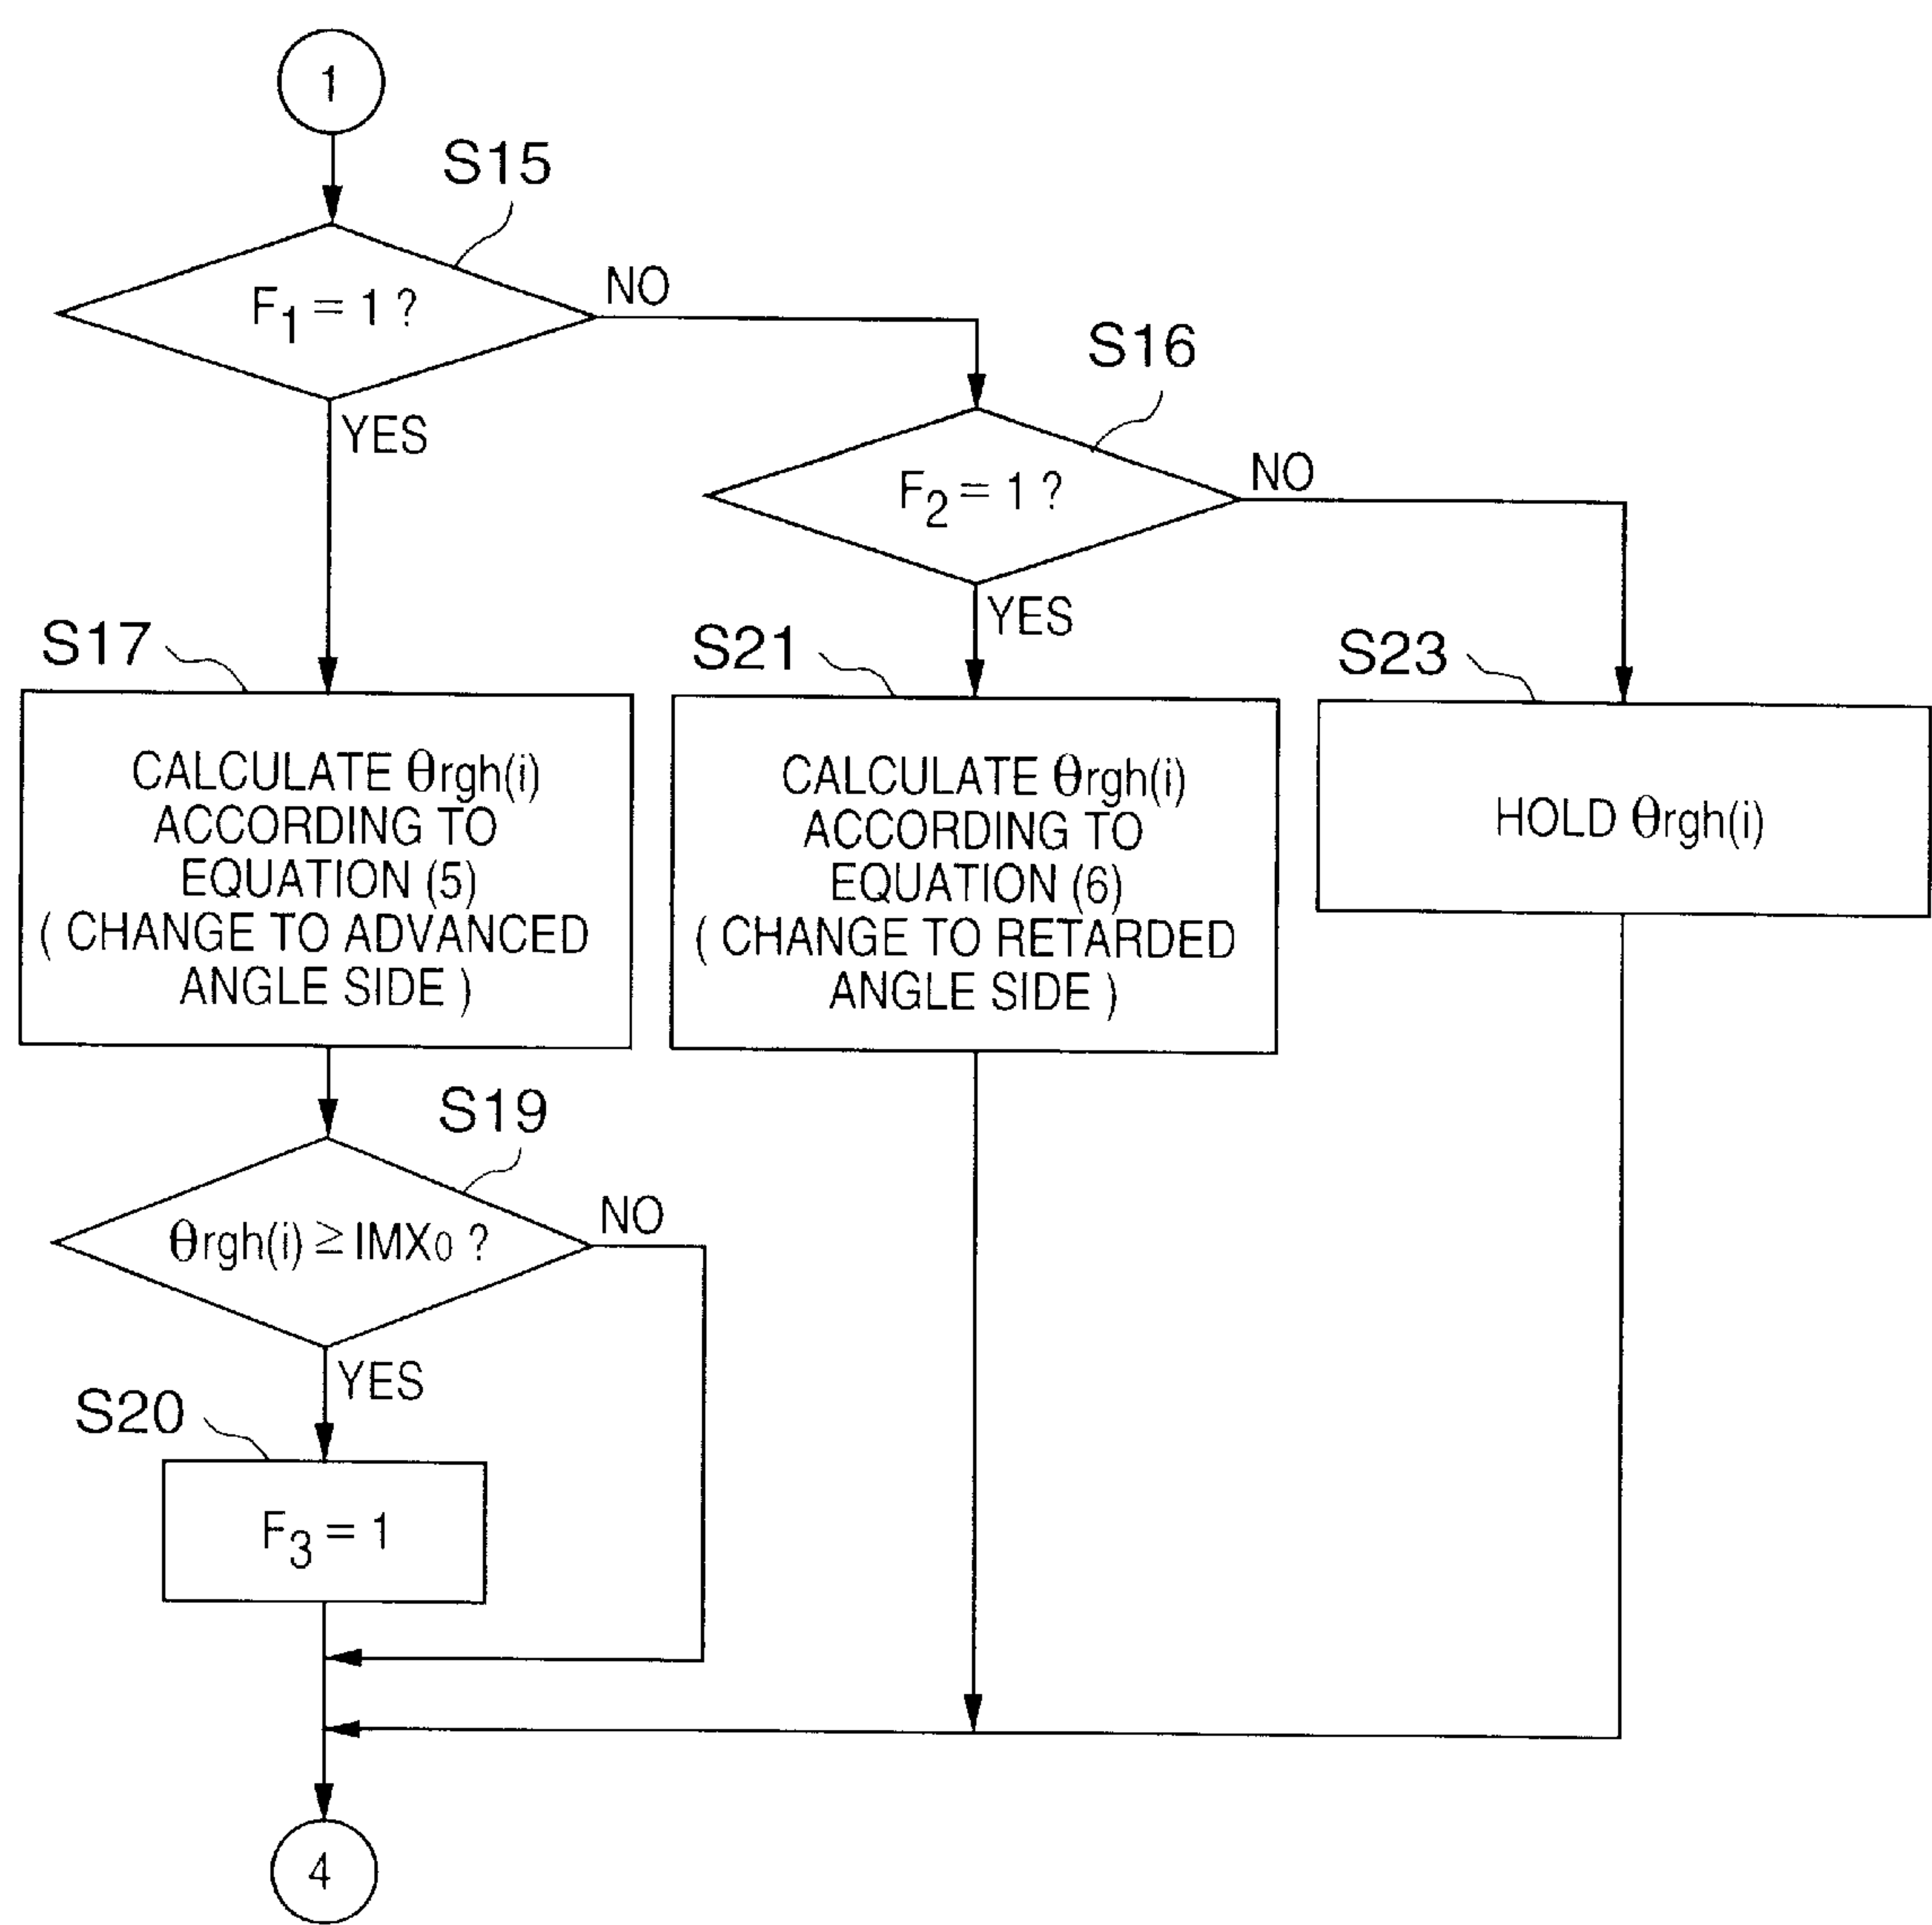 1
S15
F1 = 1 ?
NO
YES
S16
F2 = 1 ?
NO
YES
S17
CALCULATE θrgh(i)
ACCORDING TO
EQUATION (5)
( CHANGE TO ADVANCED
ANGLE SIDE )
S21
CALCULATE θrgh(i)
ACCORDING TO
EQUATION (6)
( CHANGE TO RETARDED
ANGLE SIDE )
S23
HOLD θrgh(i)
S19
θrgh(i) ≧ IMX0 ?
NO
YES
S20
F3 = 1
4